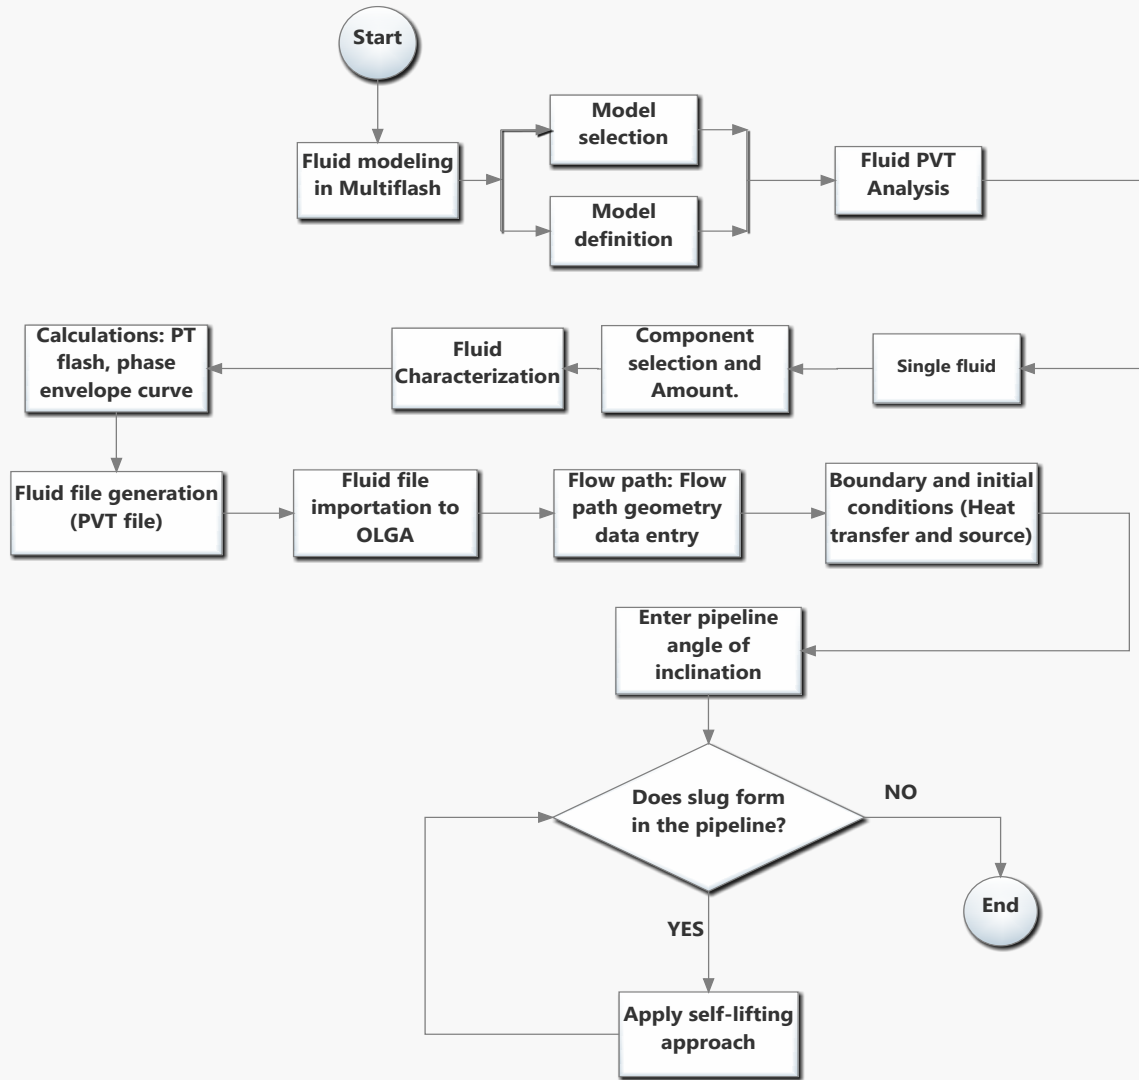 Start
Fluid modeling
in Multiflash
Model
selection
Model
definition
Fluid PVT
Analysis
Single fluid
Component
selection and
Amount.
Fluid
Characterization
Calculations: PT
flash, phase
envelope curve
Fluid file generation
(PVT file)
Fluid file
importation to
OLGA
Flow path: Flow
path geometry
data entry
Boundary and initial
conditions (Heat
transfer and source)
Enter pipeline
angle of
inclination
Does slug form
in the pipeline?
NO
End
YES
Apply self-lifting
approach